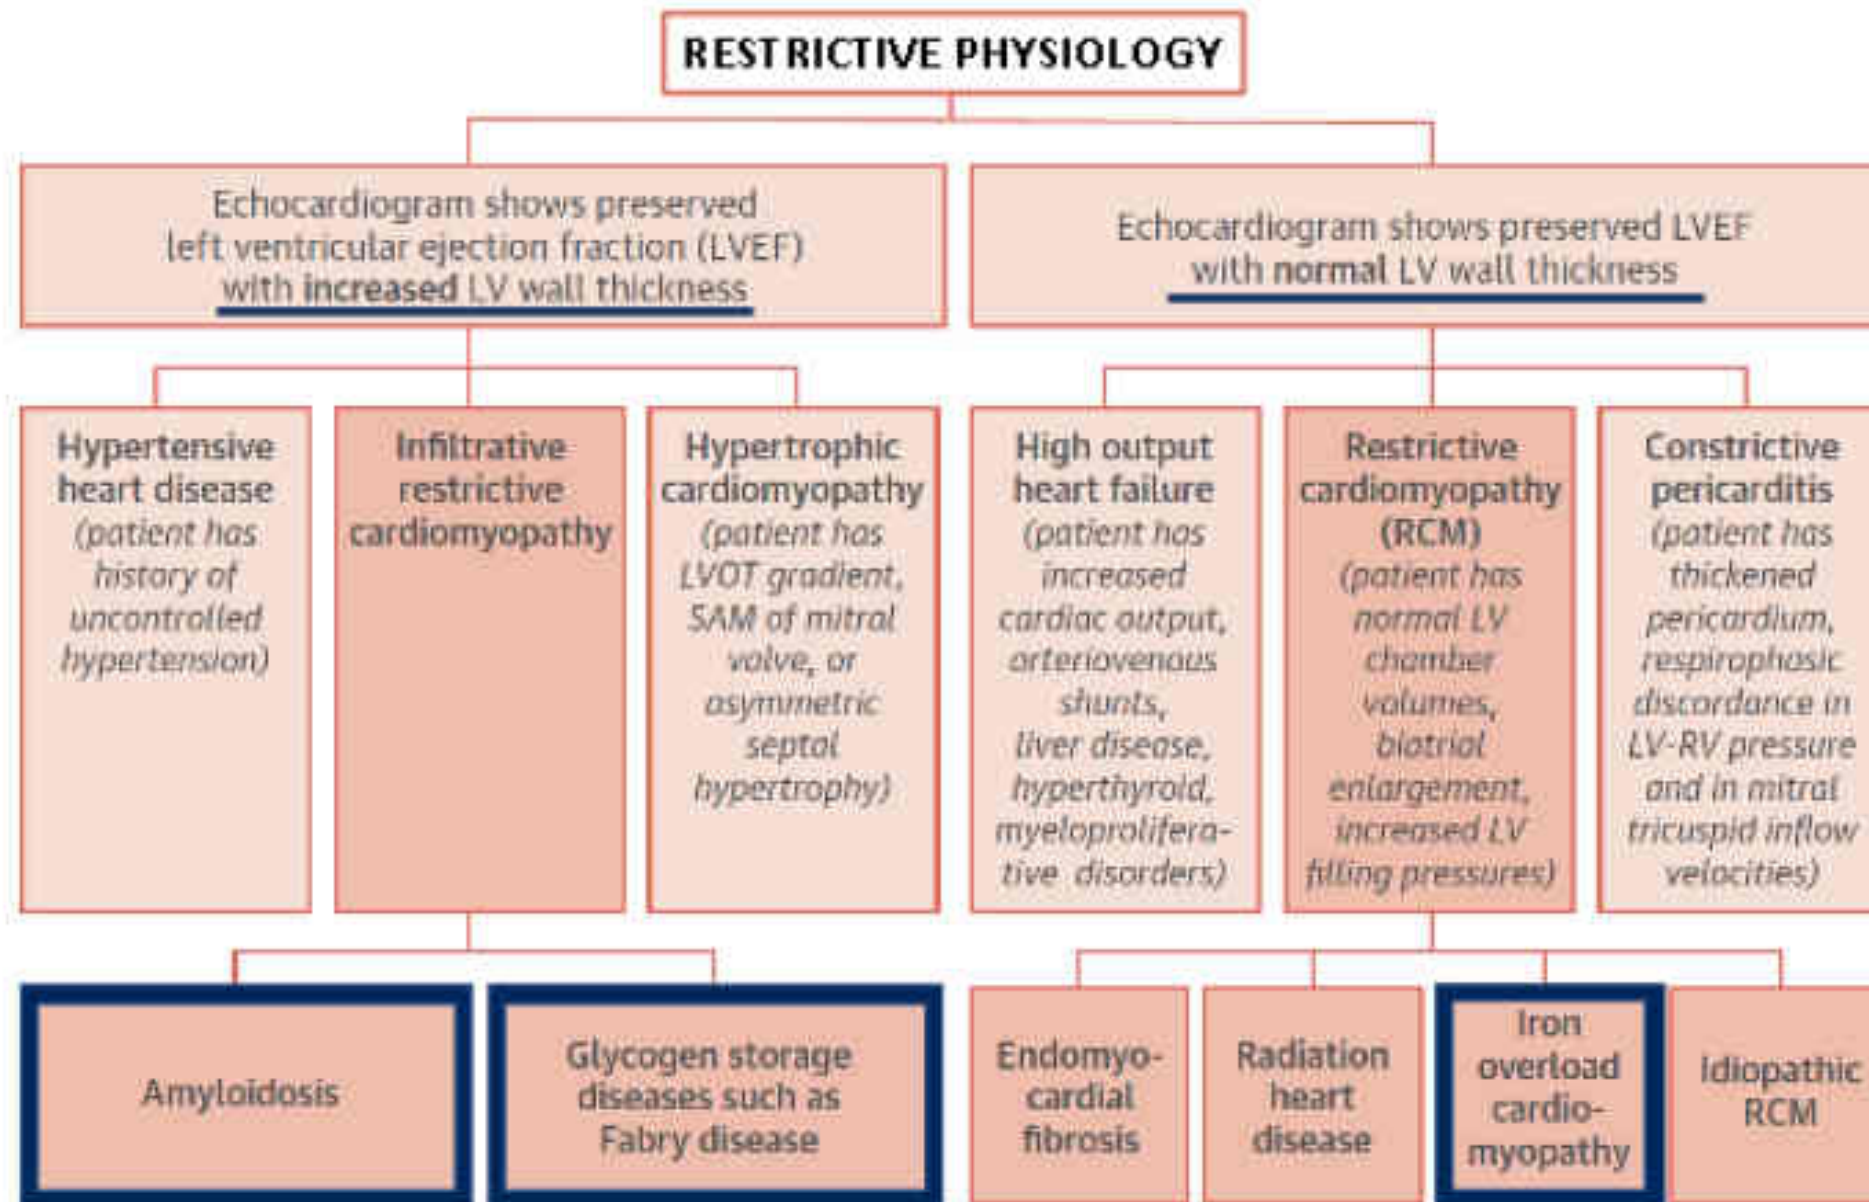 RESTRICTIVE PHYSIOLOGY
Echocardiogram shows preserved
left ventricular ejection fraction (LVEF)
with increased LV wall thickness
Echocardiogram shows preserved LVEF
with normal LV wall thickness
Hypertensive
heart disease
(patient has
history of
uncontrolled
hypertension)
Infiltrative
restrictive
cardiomyopathy
Hypertrophic
cardiomyopathy
(patient has
LVOT gradient,
SAM of mitral
valve, or
asymmetric
septal
hypertrophy)
High output
heart failure
(patient has
increased
cardiac output,
arteriovenous
shunts,
liver disease,
hyperthyroid,
myeloprolifera-
tive disorders)
Restrictive
cardiomyopathy
(RCM)
(patient has
normal LV
chamber
volumes,
biatrial
enlargement,
increased LV
filling pressures)
Constrictive
pericarditis
(patient has
thickened
pericardium,
respirophasic
discordance in
LV-RV pressure
and in mitral
tricuspid inflow
velocities)
Amyloidosis
Glycogen storage
diseases such as
Fabry disease
Endomyo-
cardial
fibrosis
Radiation
heart
disease
Iron
overload
cardio-
myopathy
Idiopathic
RCM